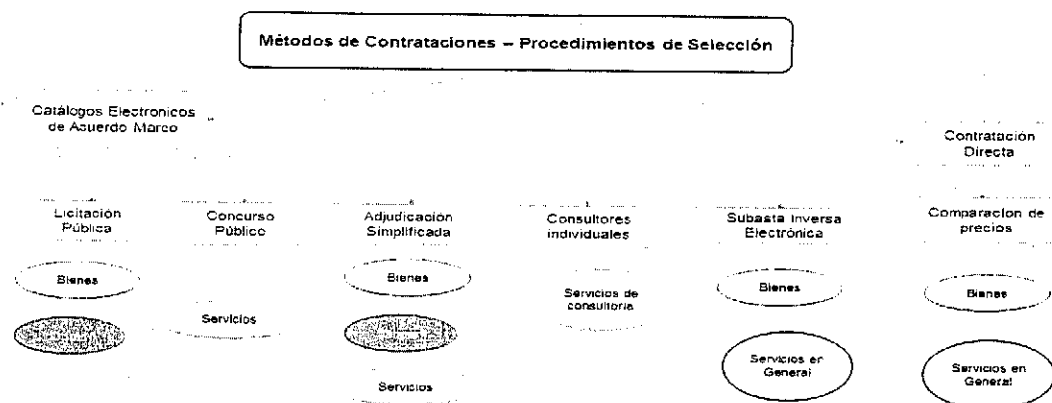 Métodos de Contrataciones – Procedimientos de Selección
Catálogos Electronicos
de Acuerdo Marco
Contratación
Directa
Licitación
Pública
Concurso
Público
Adjudicación
Simplificada
Consultores
individuales
Subasta Inversa
Electrónica
Comparacion de
precios
Bienes
Servicios
Bienes
Servicios
Servicios de
consultoria
Bienes
Servicios en
General
Bienes
Servicios en
General